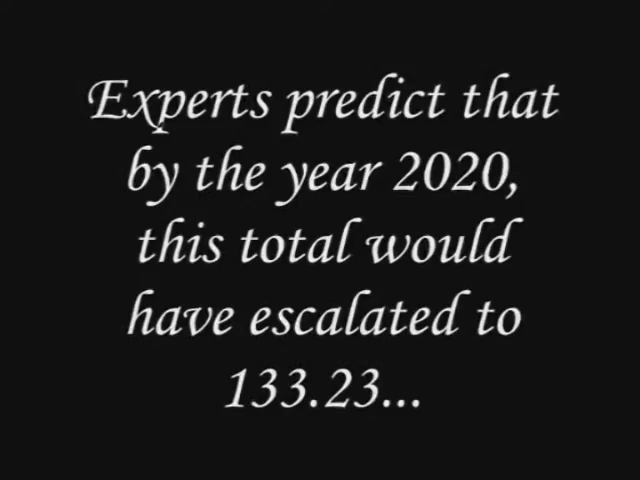 Experts predict that
by the year 2020,
this total would
have escalated to
133.23...